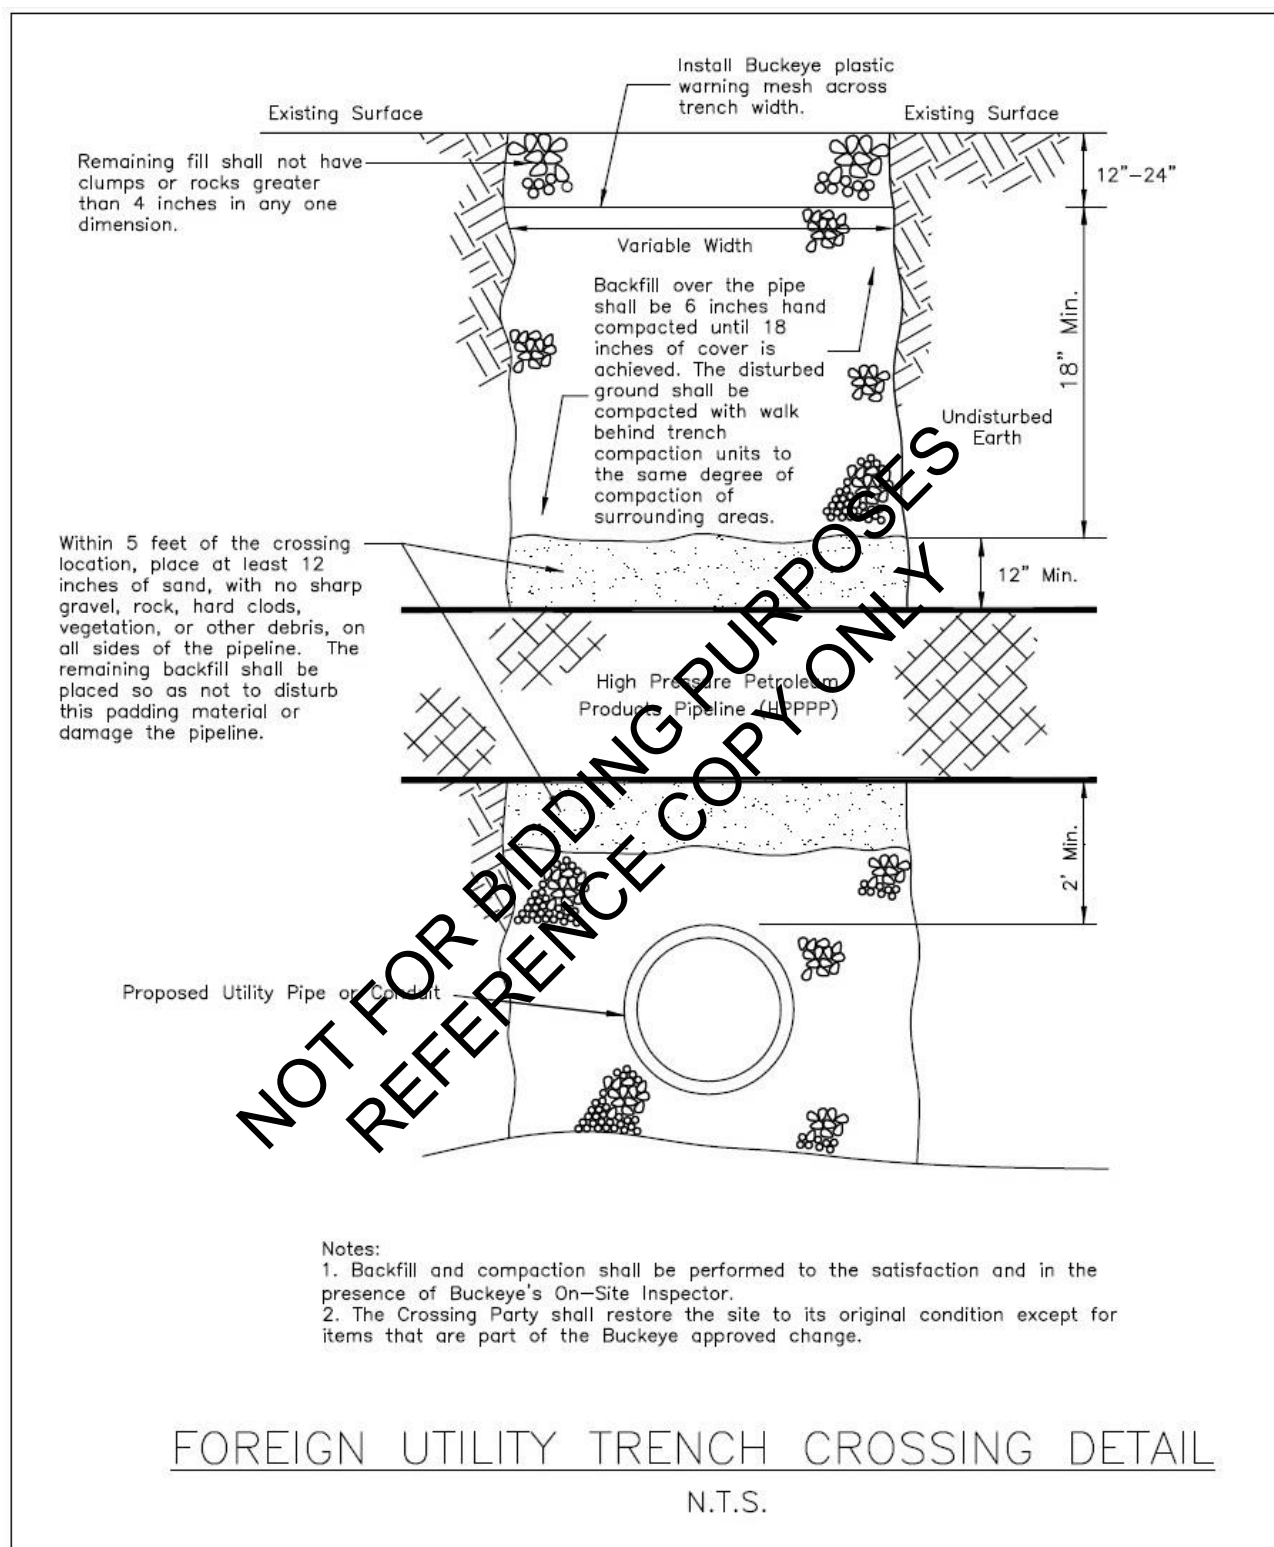 Install Buckeye plastic
warning mesh across
trench width.
Existing Surface
Existing Surface
Remaining fill shall not have
clumps or rocks greater
than 4 inches in any one
dimension.
12"-24"
Variable Width
Backfill over the pipe
shall be 6 inches hand
compacted until 18
inches of cover is
achieved. The disturbed
ground shall be
compacted with walk
behind trench
compaction units to
the same degree of
compaction of
surrounding areas.
18" Min.
Undisturbed
Earth
Within 5 feet of the crossing
location, place at least 12
inches of sand, with no sharp
gravel, rock, hard clods,
vegetation, or other debris, on
all sides of the pipeline. The
remaining backfill shall be
placed so as not to disturb
this padding material or
damage the pipeline.
12" Min.
High Pressure Petroleum
Products Pipeline (HPPPP)
2' Min.
Proposed Utility Pipe or Conduit
NOT FOR BIDDING PURPOSES
REFERENCE COPY ONLY
Notes:
1. Backfill and compaction shall be performed to the satisfaction and in the
presence of Buckeye's On-Site Inspector.
2. The Crossing Party shall restore the site to its original condition except for
items that are part of the Buckeye approved change.
FOREIGN UTILITY TRENCH CROSSING DETAIL
N.T.S.